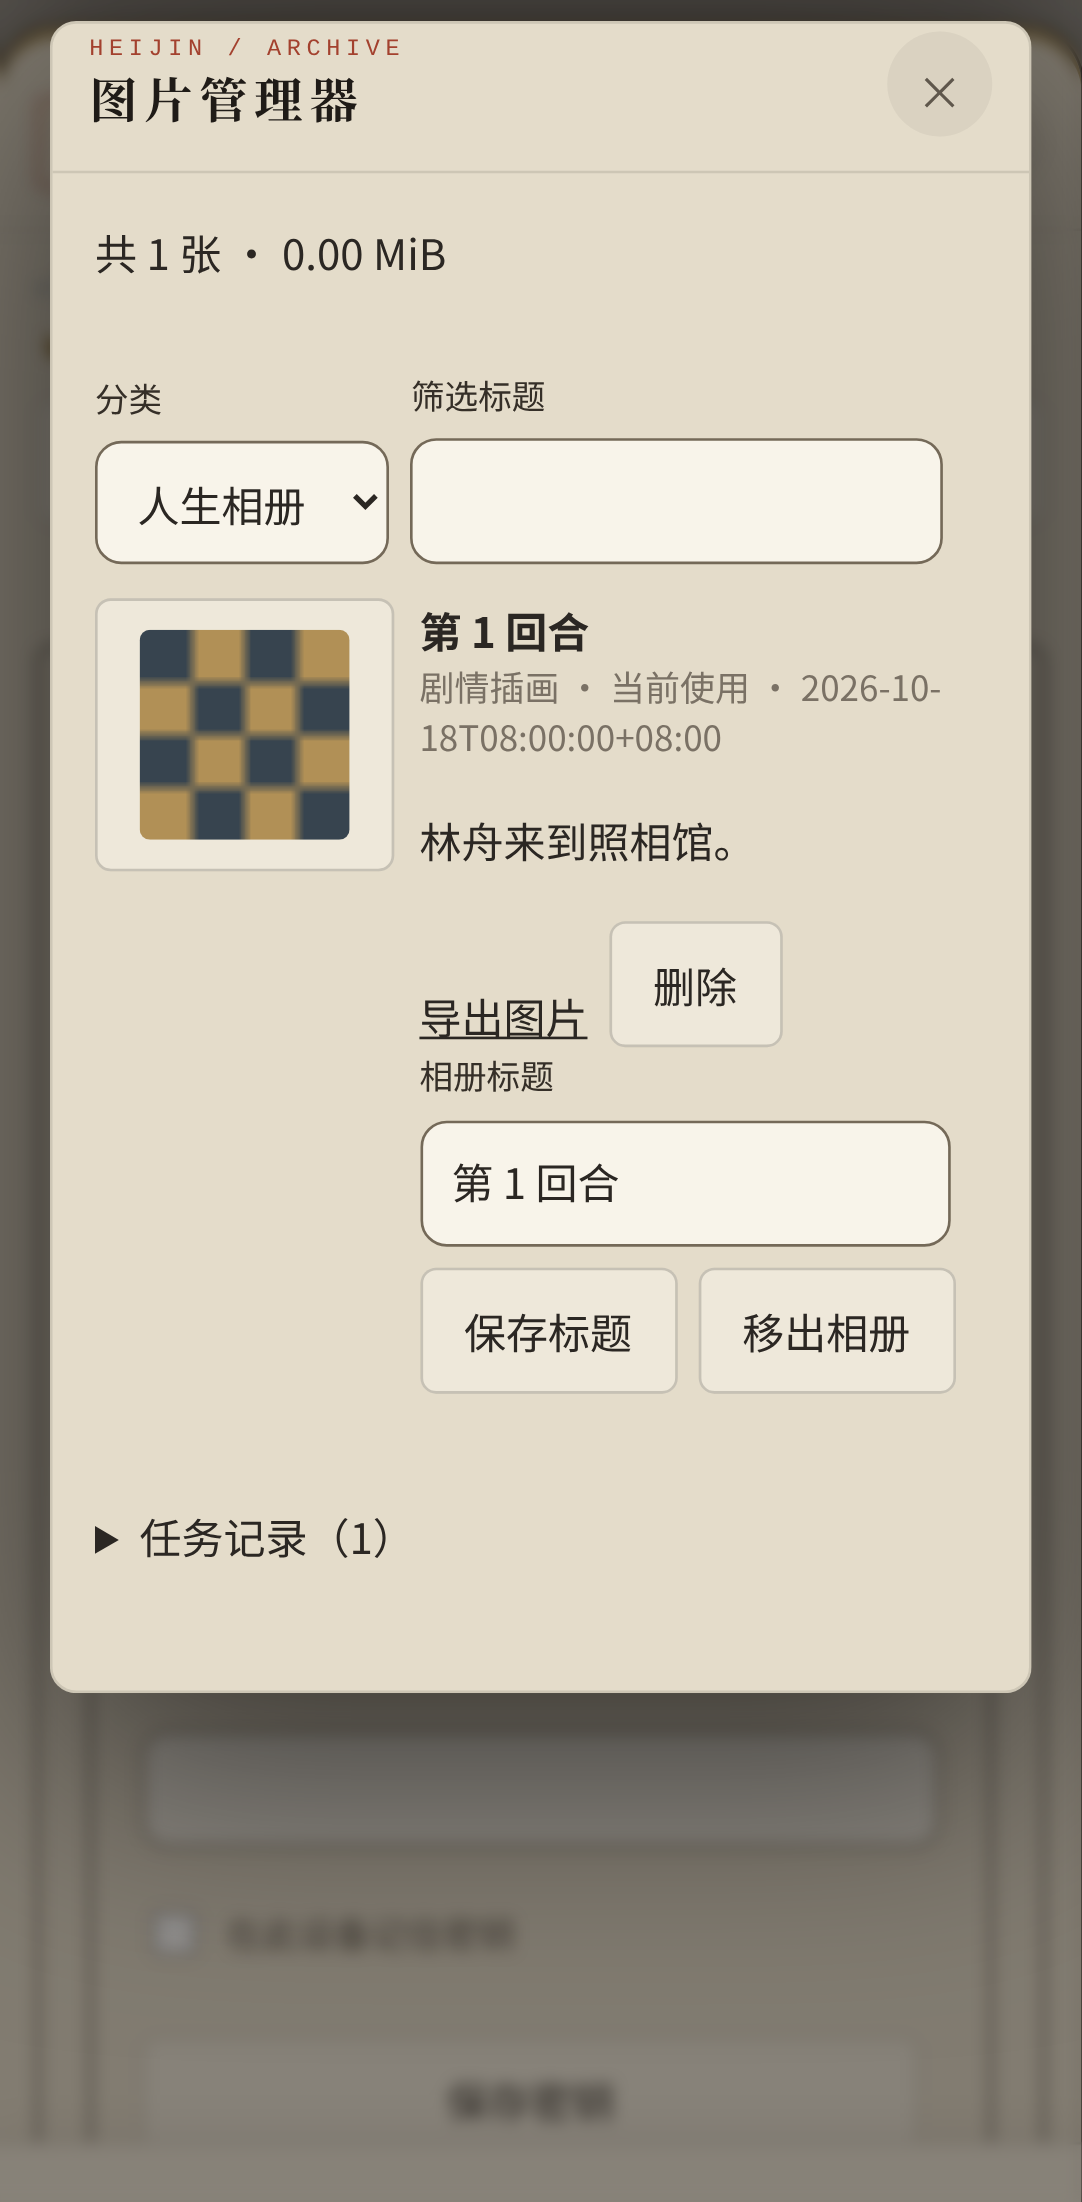 HEIJIN / ARCHIVE
图片管理器
共 1 张 · 0.00 MiB
分类
筛选标题
人生相册
第 1 回合
剧情插画 · 当前使用 · 2026-10-
18T08:00:00+08:00
林舟来到照相馆。
导出图片
删除
相册标题
第 1 回合
保存标题
移出相册
任务记录（1）
保存密钥